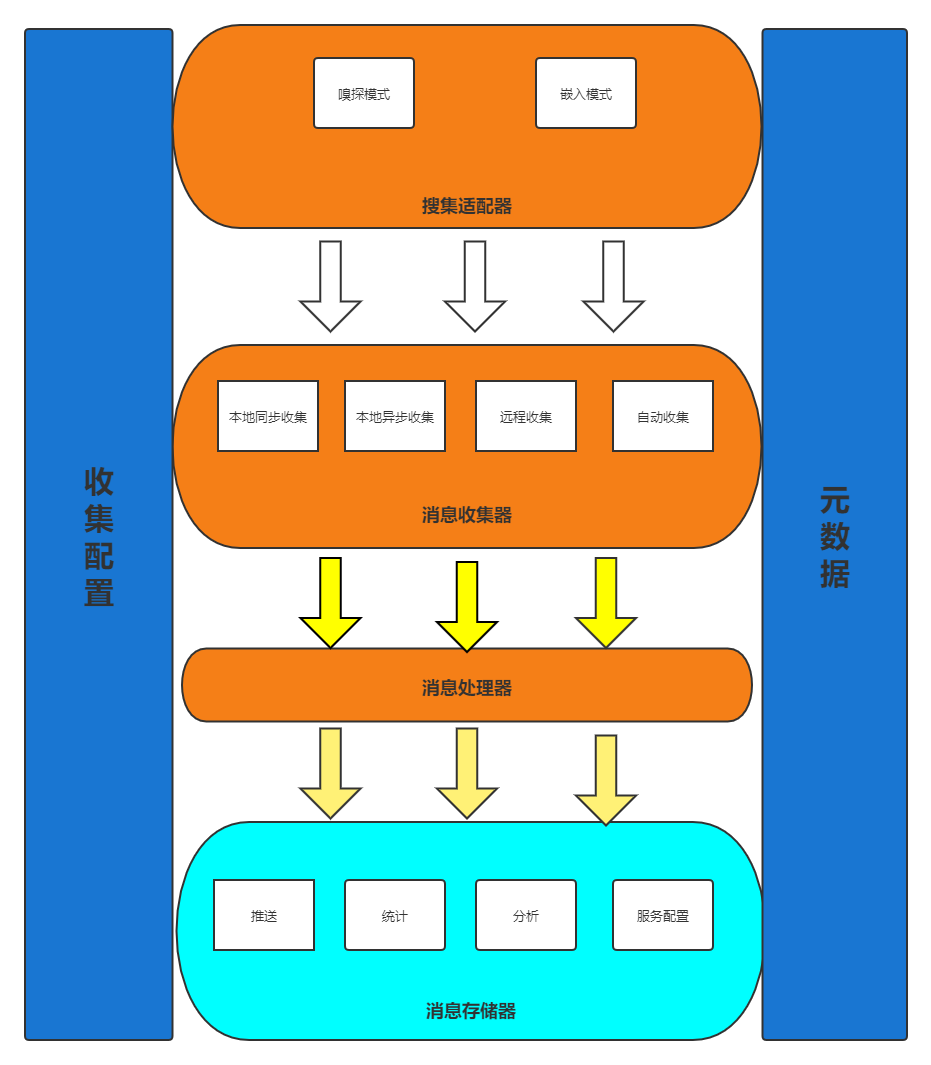 嗅探模式
嵌入模式
搜集适配器
本地同步收集
本地异步收集
远程收集
自动收集
消息收集器
收
集
配
置
元
数
据
消息处理器
推送
统计
分析
服务配置
消息存储器